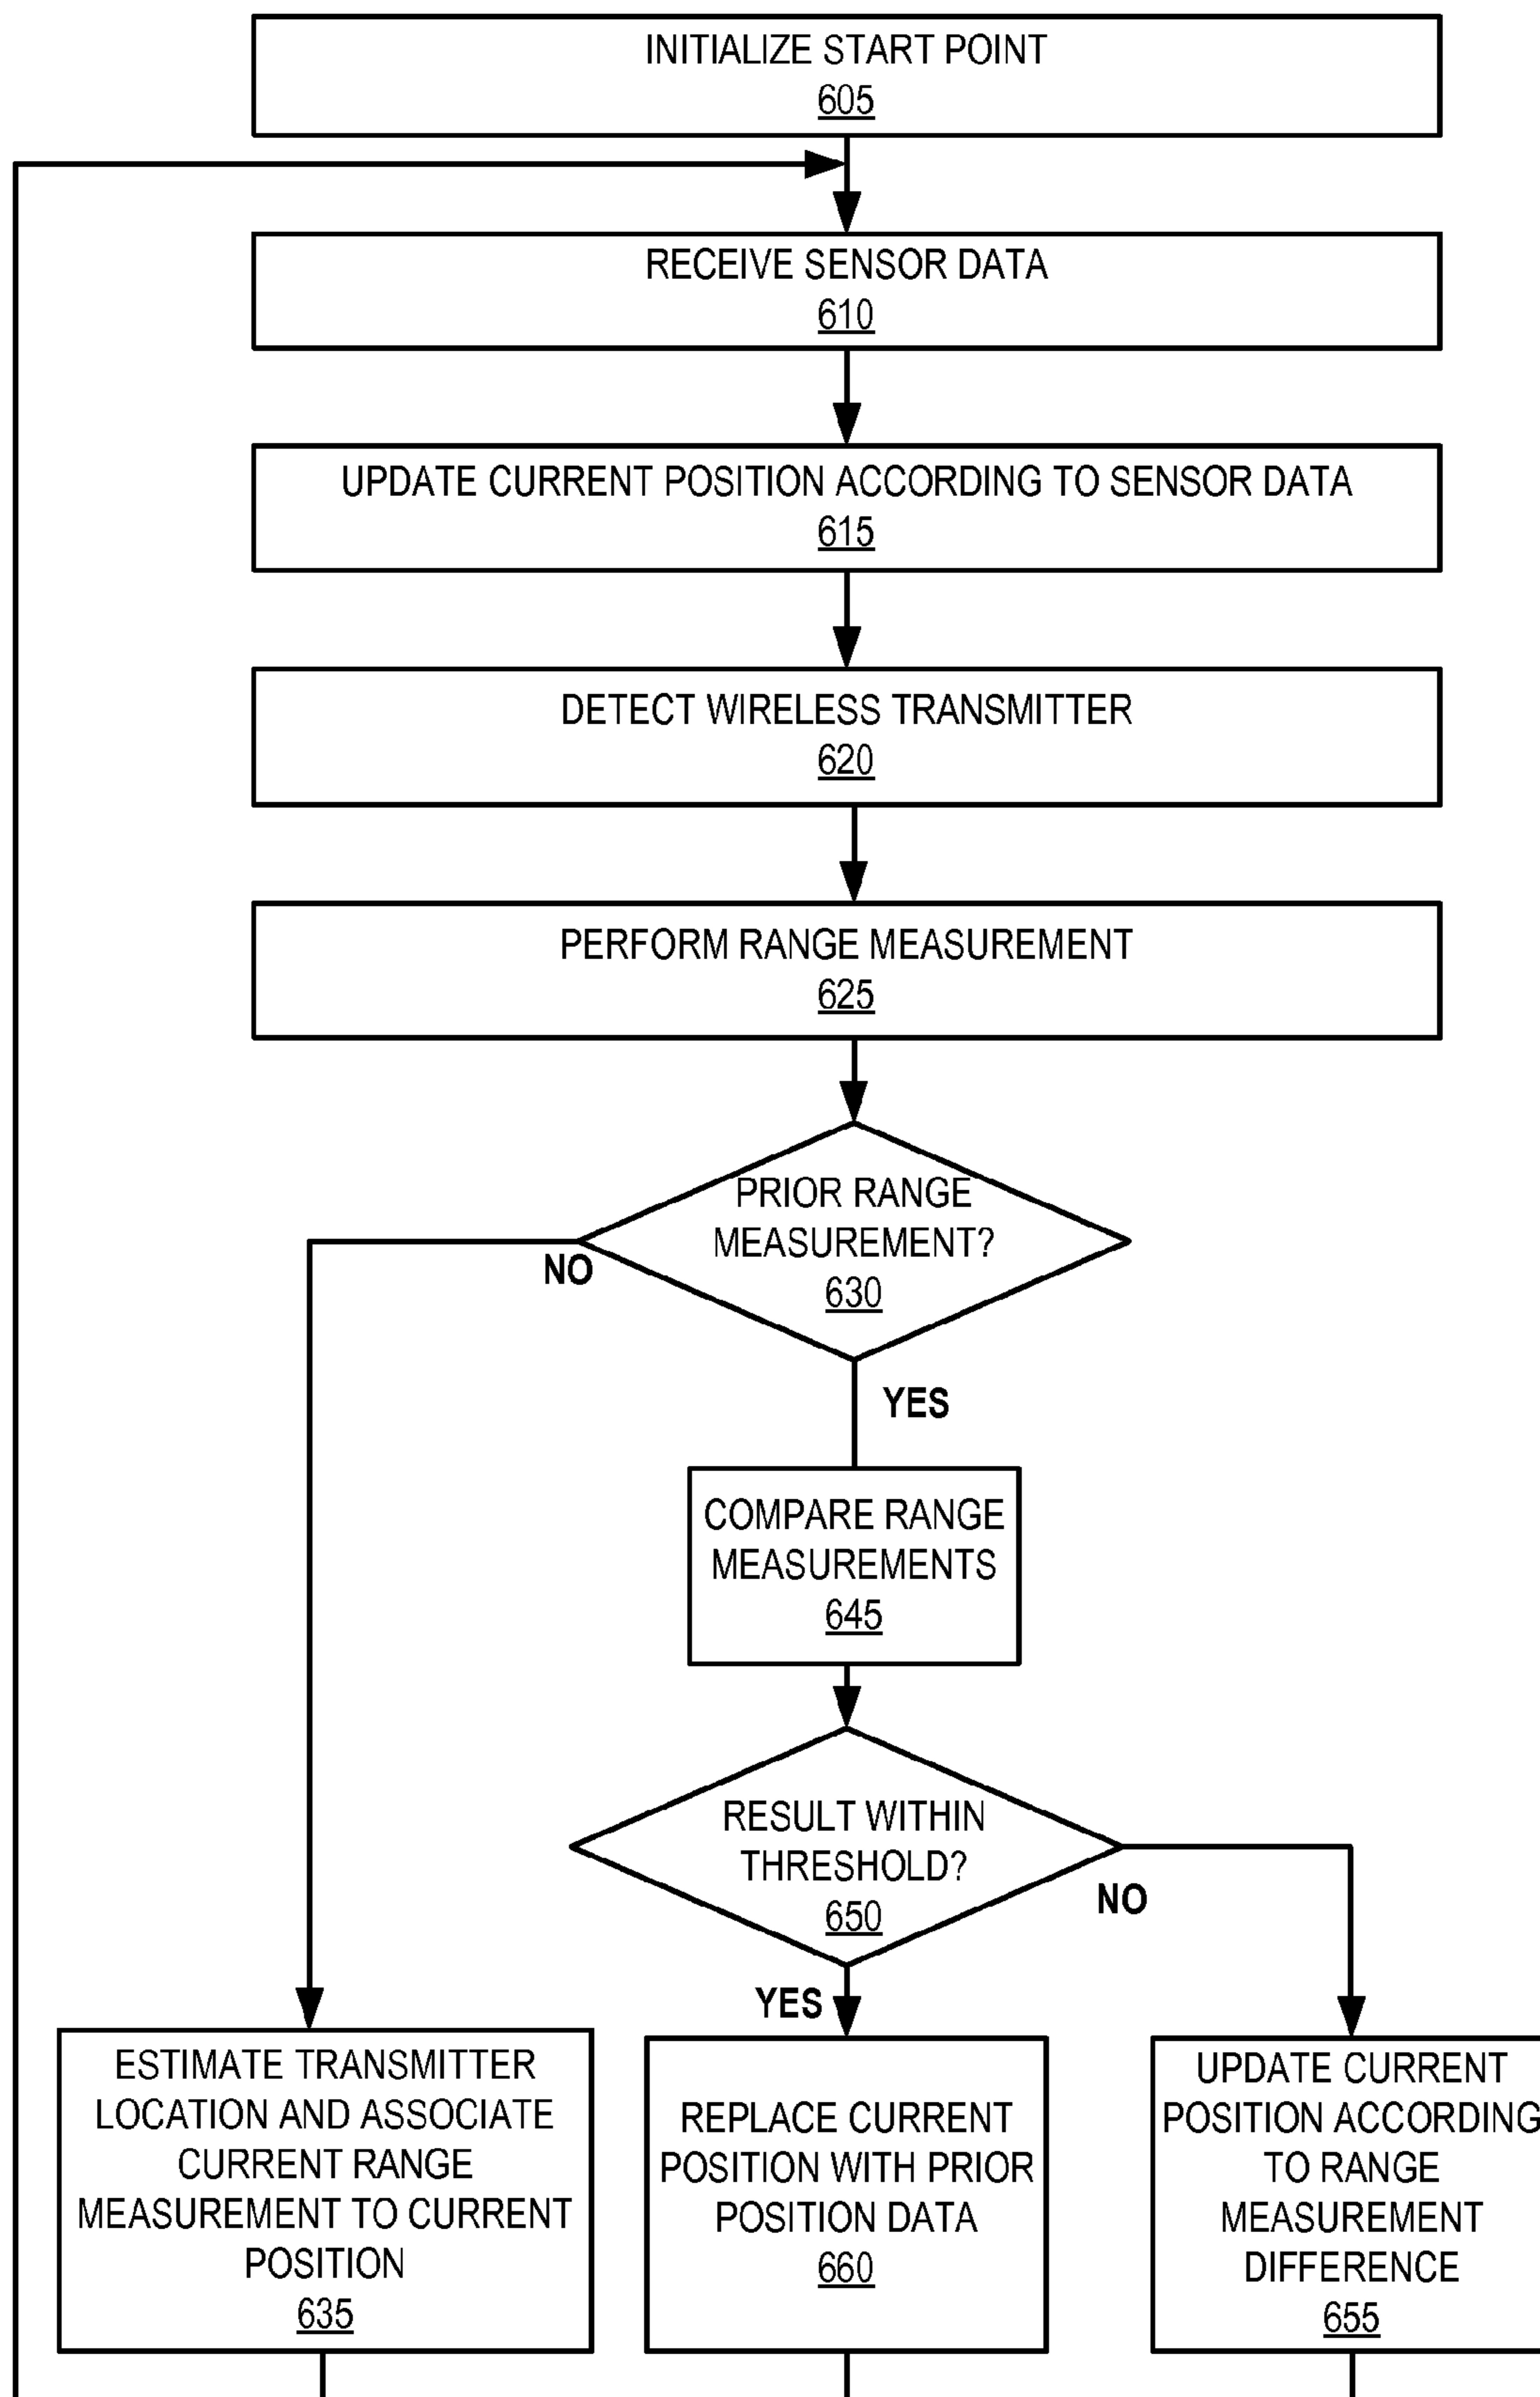 INITIALIZE START POINT
605
RECEIVE SENSOR DATA
610
UPDATE CURRENT POSITION ACCORDING TO SENSOR DATA
615
DETECT WIRELESS TRANSMITTER
620
PERFORM RANGE MEASUREMENT
625
PRIOR RANGE
MEASUREMENT?
630
NO
YES
COMPARE RANGE
MEASUREMENTS
645
RESULT WITHIN
THRESHOLD?
650
NO
YES
ESTIMATE TRANSMITTER
LOCATION AND ASSOCIATE
CURRENT RANGE
MEASUREMENT TO CURRENT
POSITION
635
REPLACE CURRENT
POSITION WITH PRIOR
POSITION DATA
660
UPDATE CURRENT
POSITION ACCORDING
TO RANGE
MEASUREMENT
DIFFERENCE
655